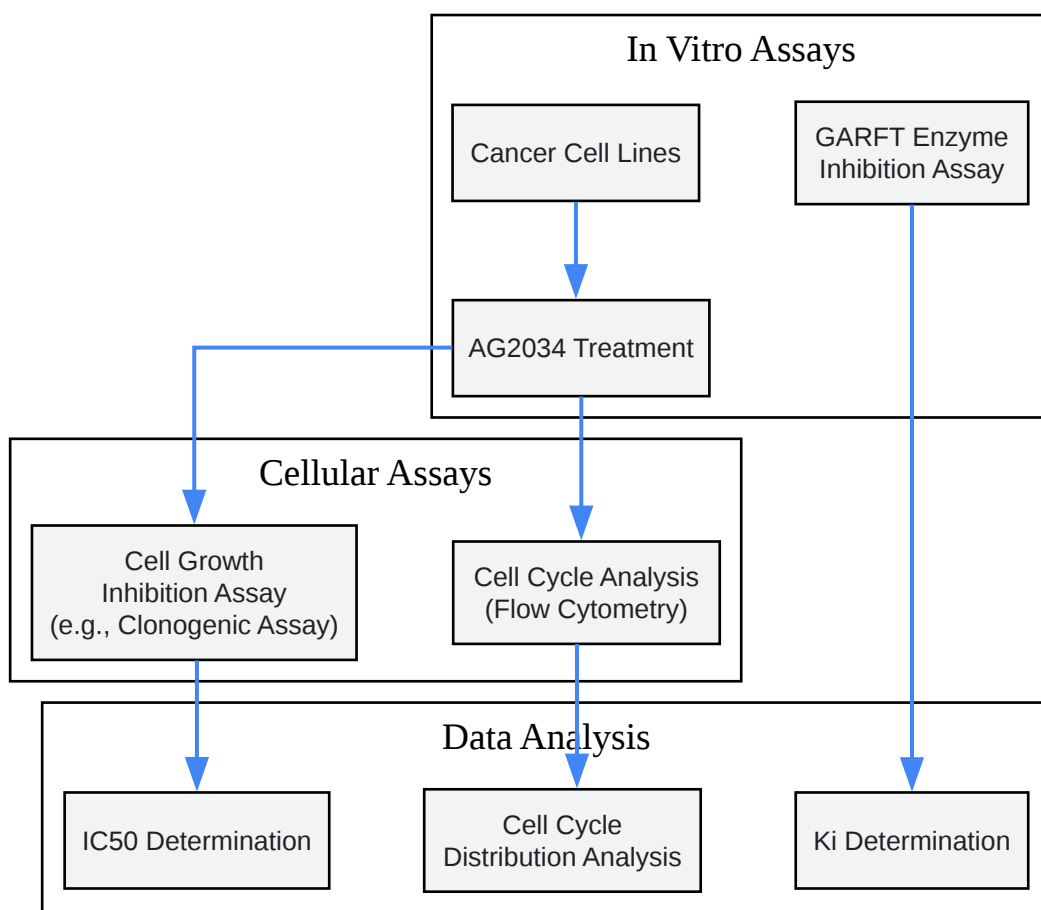 In Vitro Assays
Cancer Cell Lines
GARFT Enzyme
Inhibition Assay
AG2034 Treatment
Cellular Assays
Cell Growth
Inhibition Assay
(e.g., Clonogenic Assay)
Cell Cycle Analysis
(Flow Cytometry)
Data Analysis
IC50 Determination
Cell Cycle
Distribution Analysis
Ki Determination